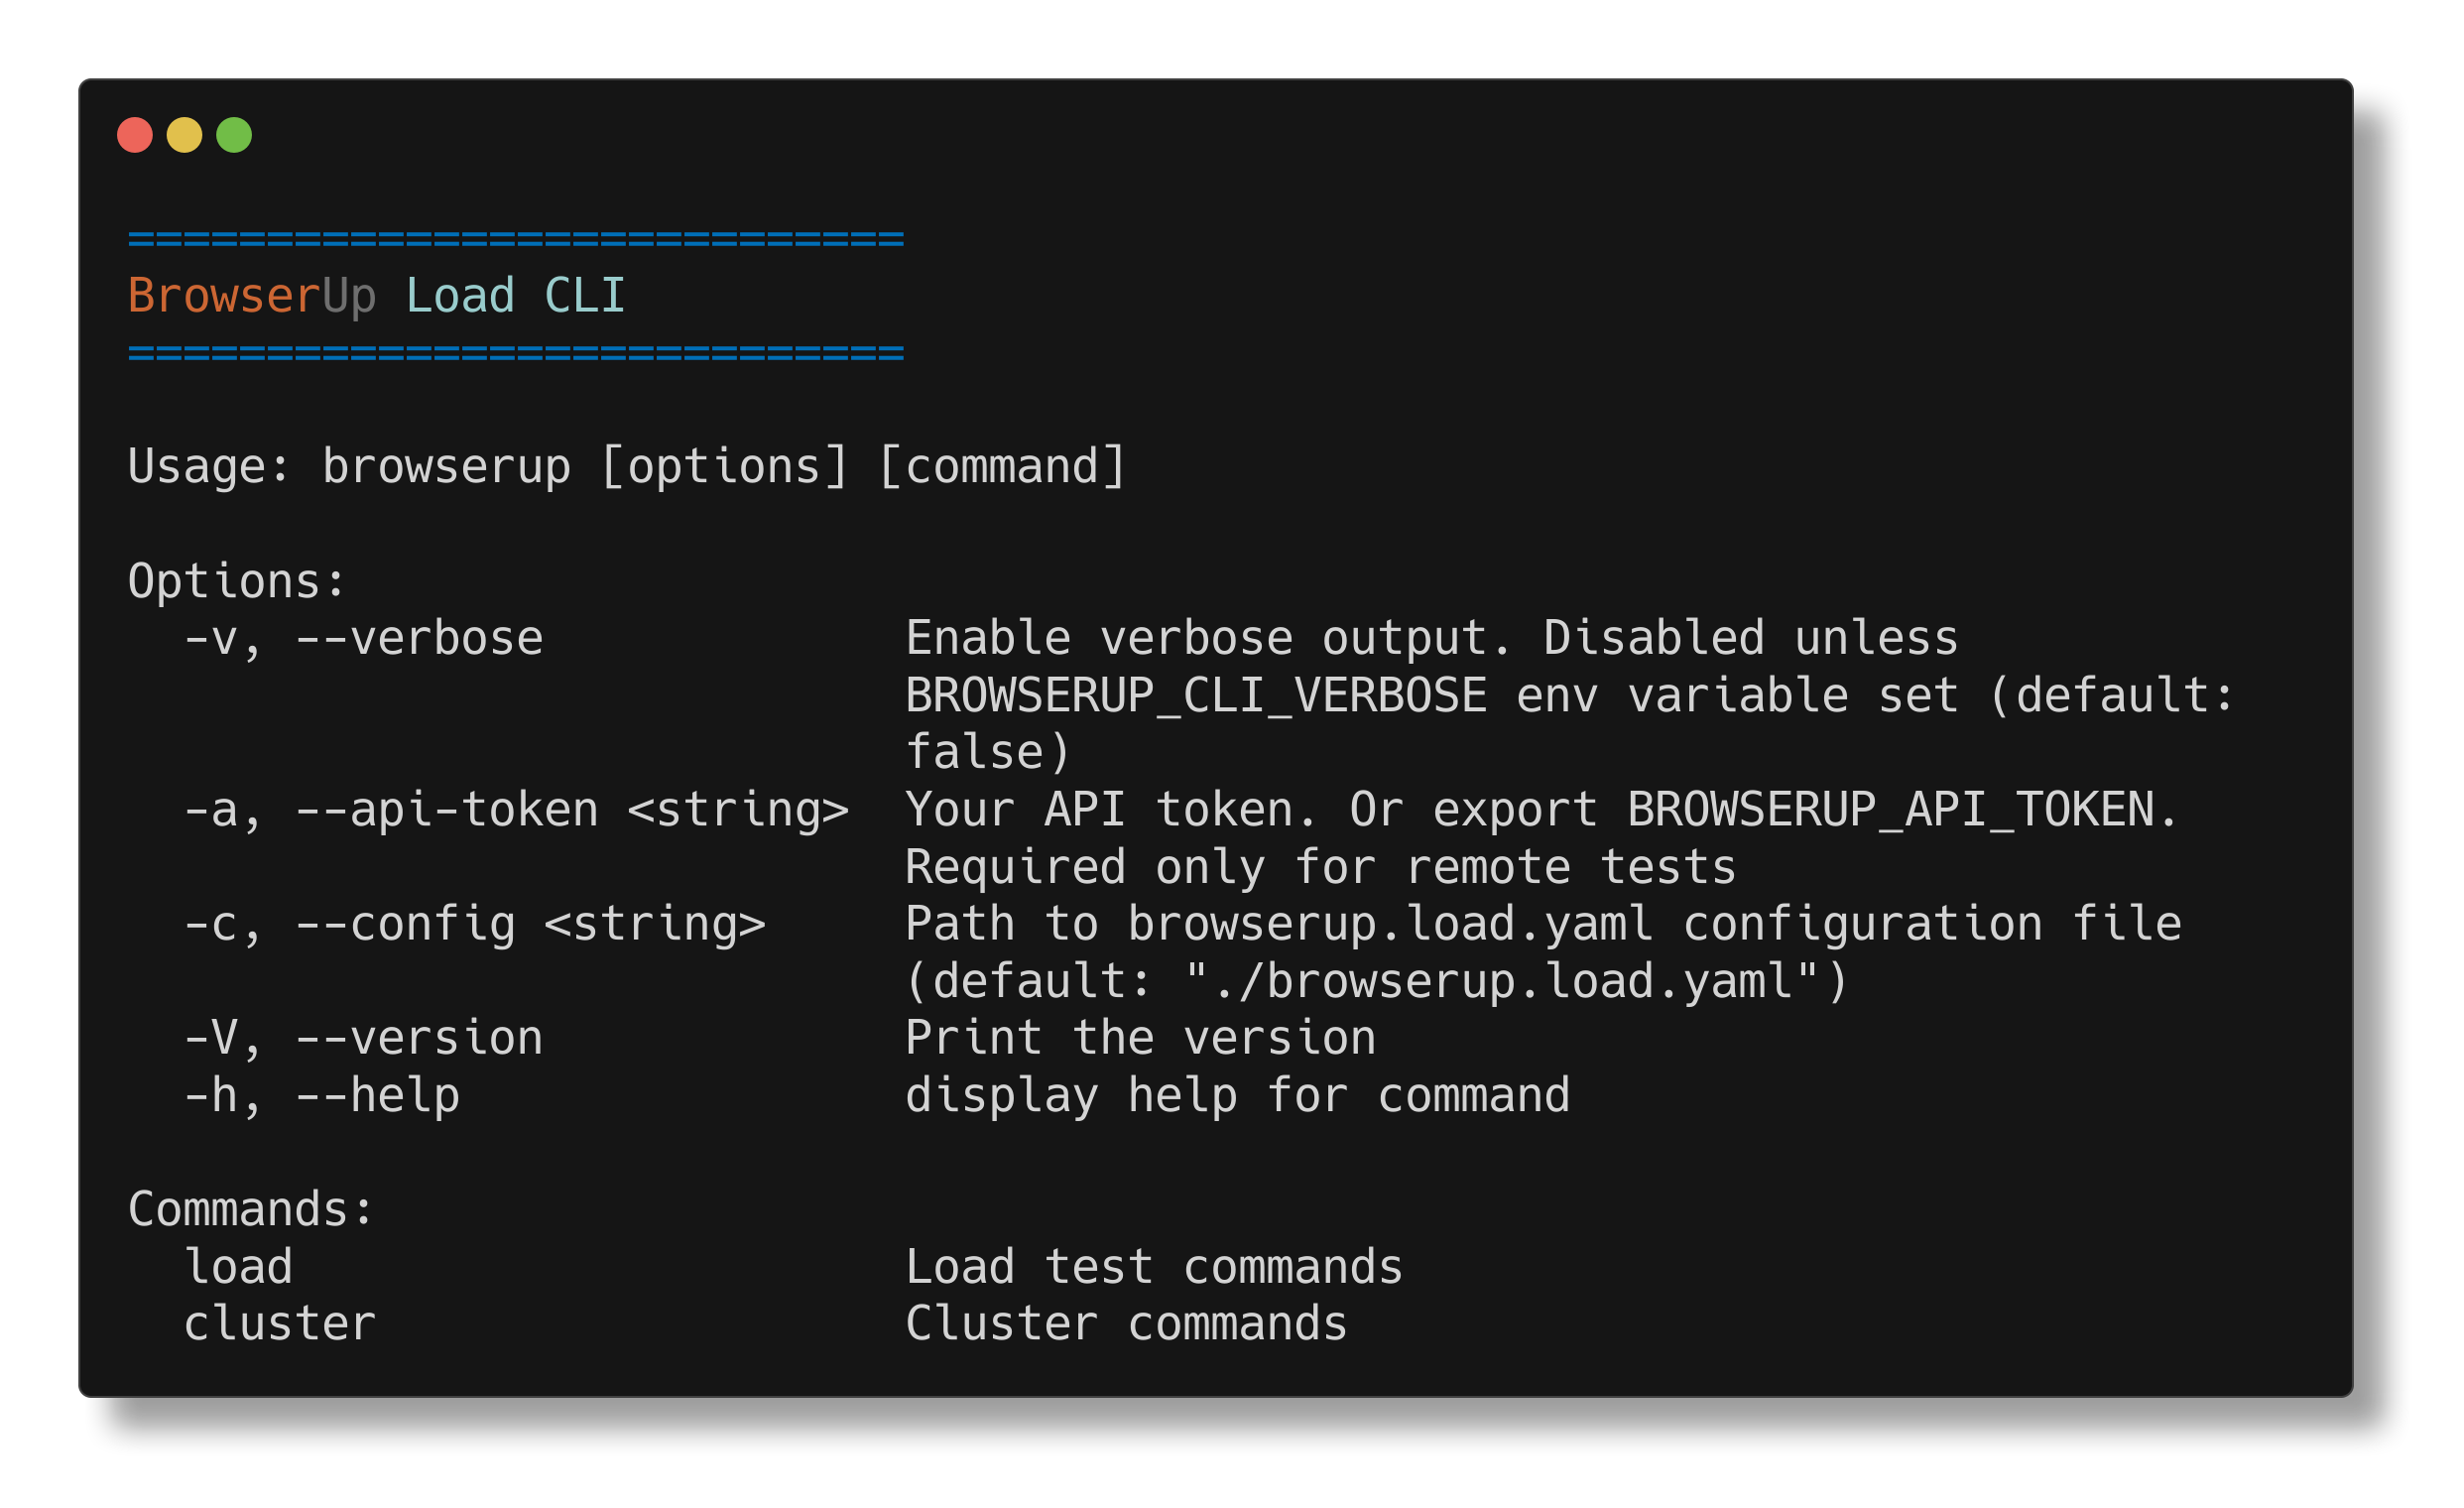 ============================
BrowserUp Load CLI
============================
Usage: browserup [options] [command]
Options:
  -v, --verbose             Enable verbose output. Disabled unless
                            BROWSERUP_CLI_VERBOSE env variable set (default:
                            false)
  -a, --api-token <string>  Your API token. Or export BROWSERUP_API_TOKEN.
                            Required only for remote tests
  -c, --config <string>     Path to browserup.load.yaml configuration file
                            (default: "./browserup.load.yaml")
  -V, --version             Print the version
  -h, --help                display help for command
Commands:
  load                      Load test commands
  cluster                   Cluster commands